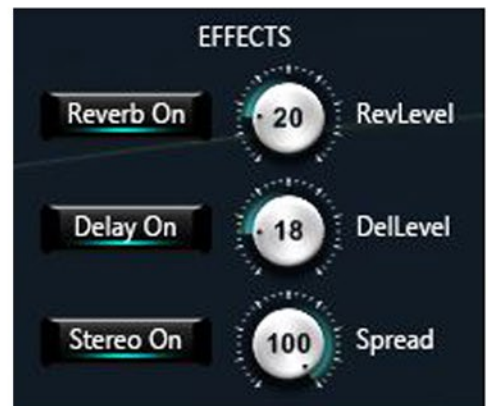 EFFECTS
Reverb On 20 RevLevel
Delay On 18 DelLevel
Stereo On 100 Spread